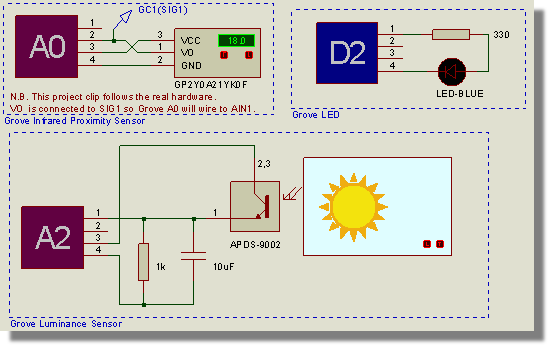 GC1(SIG1)
A0
1
2
3
4
3
1
2
VCC
VO
GND
18.0
GP2Y0A21YK0F
N.B. This project clip follows the real hardware.
VO is connected to SIG1 so Grove A0 will wire to AIN1.
Grove Infrared Proximity Sensor
D2
1
2
3
4
330
LED-BLUE
Grove LED
A2
1
2
3
4
2,3
1
APDS-9002
1k
10uF
Grove Luminance Sensor